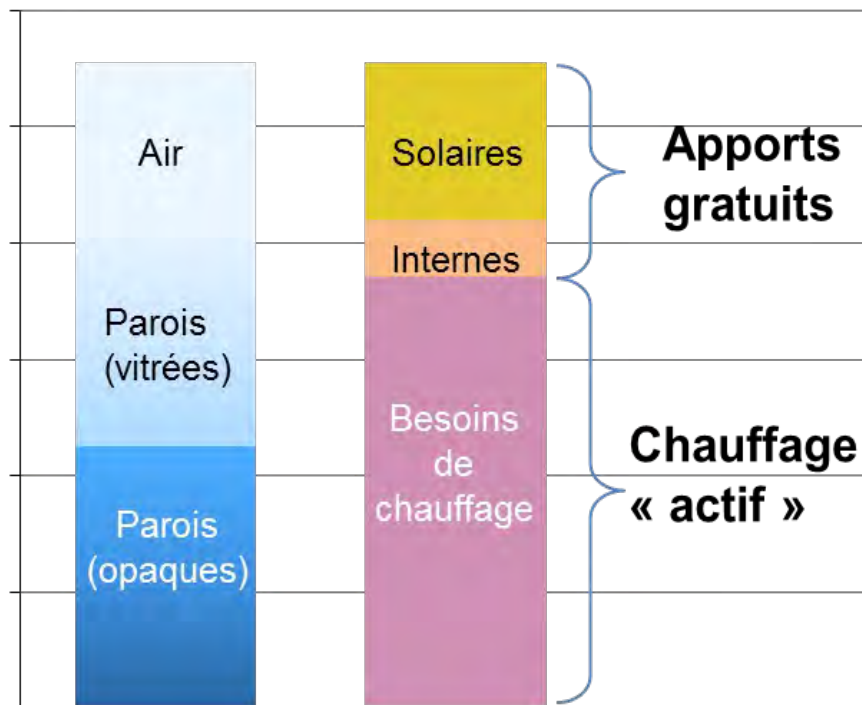 Air
Parois
(vitrées)
Parois
(opaques)
Solaires
Internes
Besoins
de
chauffage
Apports
gratuits
Chauffage
« actif »